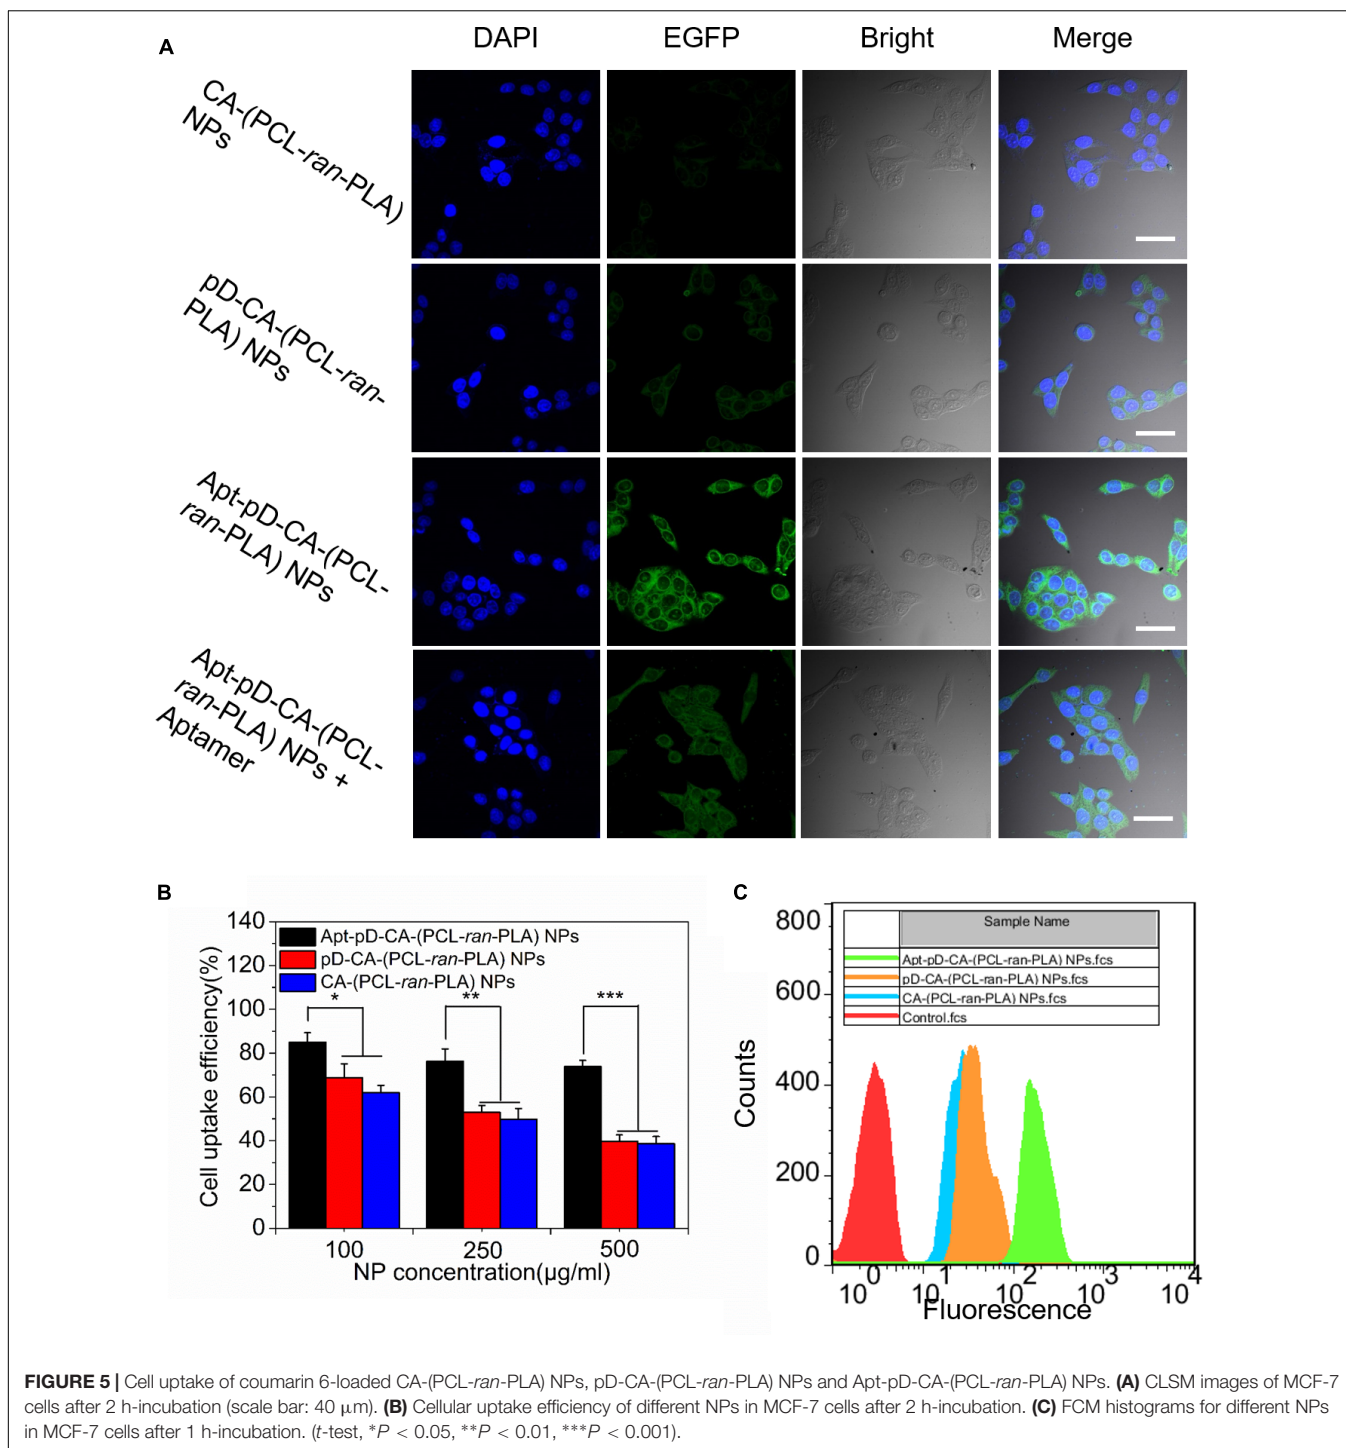 A
DAPI
EGFP
Bright
Merge
CA-(PCL-ran-PLA)
NPs
pD-CA-(PCL-ran-
PLA) NPs
Apt-pD-CA-(PCL-
ran-PLA) NPs
Apt-pD-CA-(PCL-
ran-PLA) NPs +
Aptamer
B
140
120
100
80
60
40
20
0
Cell uptake efficiency(%)
Apt-pD-CA-(PCL-ran-PLA) NPs
pD-CA-(PCL-ran-PLA) NPs
CA-(PCL-ran-PLA) NPs
*
**
***
100
250
500
NP concentration(µg/ml)
C
800
600
400
200
0
Counts
Sample Name
Apt-pD-CA-(PCL-ran-PLA) NPs.fcs
pD-CA-(PCL-ran-PLA) NPs.fcs
CA-(PCL-ran-PLA) NPs.fcs
Control.fcs
10^0
10^1
10^2
10^3
10^4
Fluorescence
FIGURE 5 | Cell uptake of coumarin 6-loaded CA-(PCL-ran-PLA) NPs, pD-CA-(PCL-ran-PLA) NPs and Apt-pD-CA-(PCL-ran-PLA) NPs. (A) CLSM images of MCF-7
cells after 2 h-incubation (scale bar: 40 µm). (B) Cellular uptake efficiency of different NPs in MCF-7 cells after 2 h-incubation. (C) FCM histograms for different NPs
in MCF-7 cells after 1 h-incubation. (t-test, *P < 0.05, **P < 0.01, ***P < 0.001).